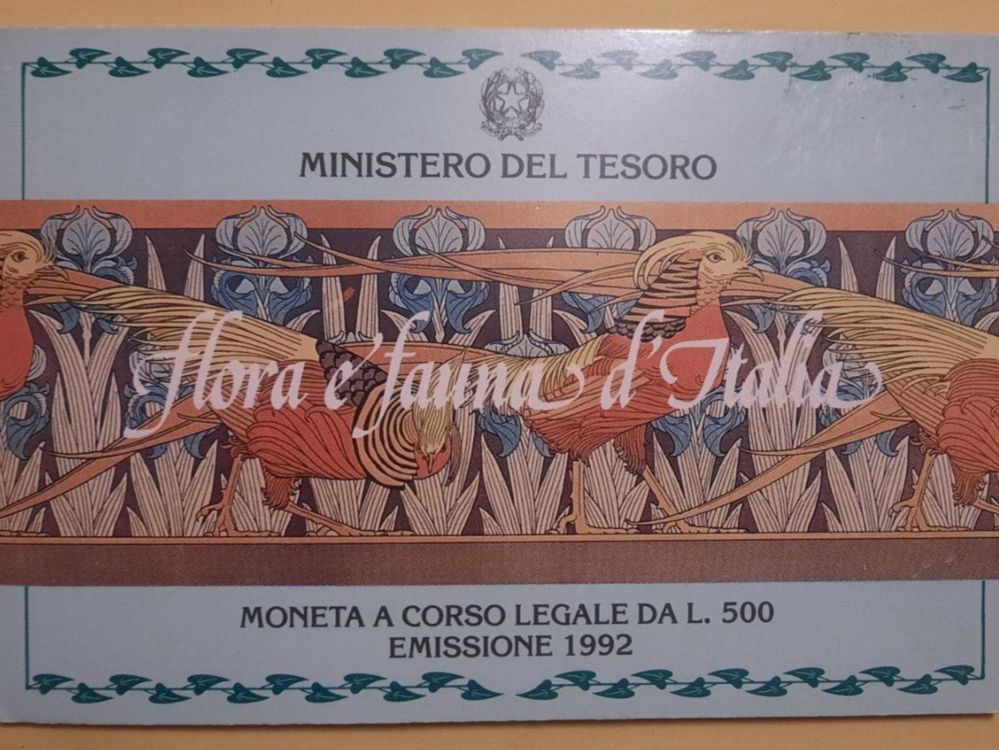 MINISTERO DEL TESORO
flora e fauna d'Italia
MONETA A CORSO LEGALE DA L. 500
EMISSIONE 1992